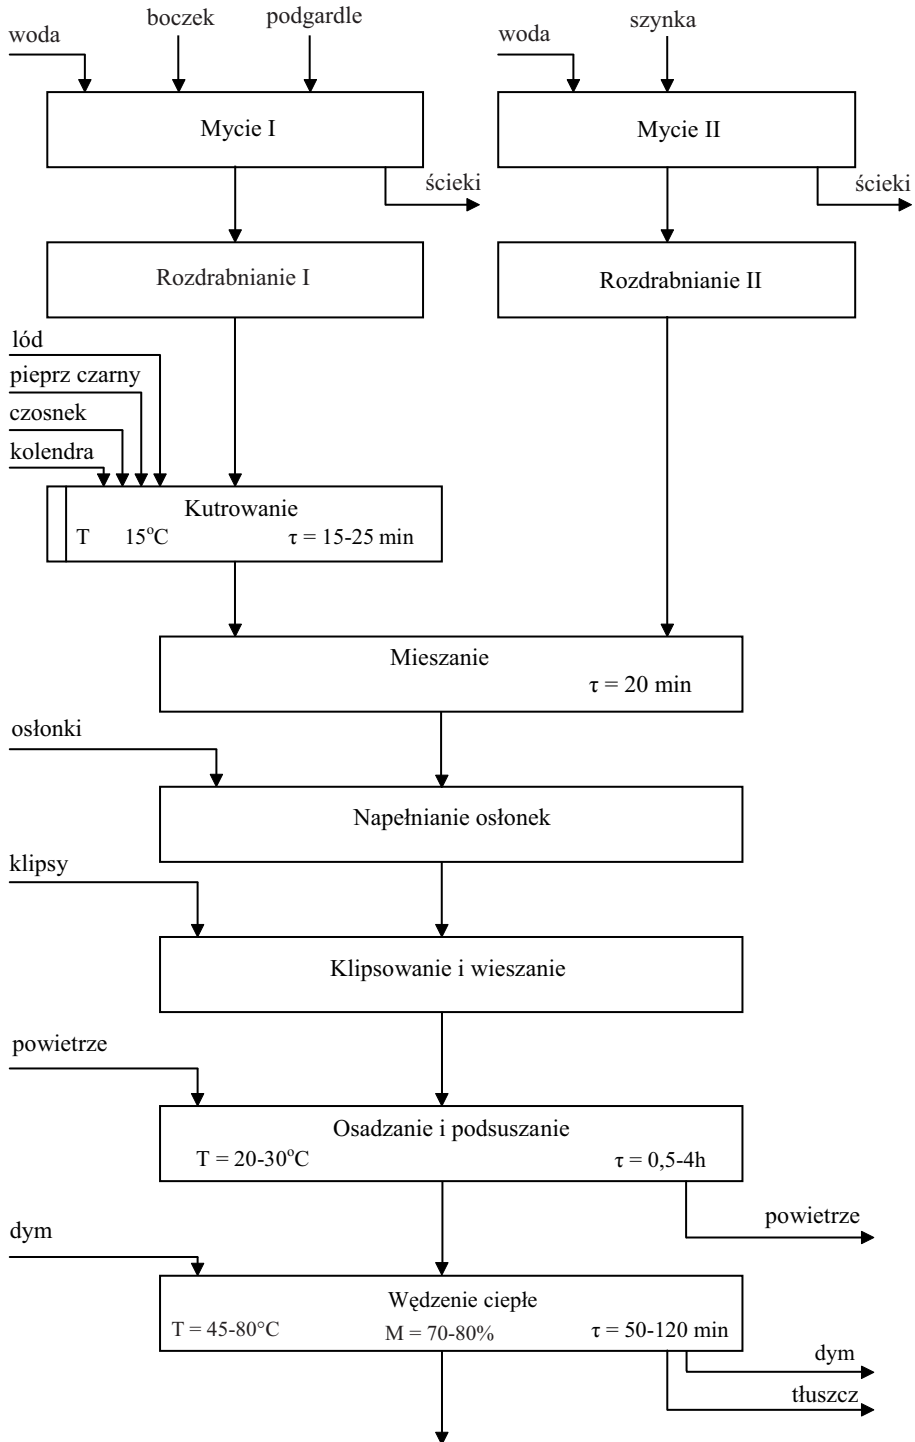 boczek
podgardle
woda
woda
szynka
Mycie I
Mycie II
ścieki
ścieki
Rozdrabnianie I
Rozdrabnianie II
lód
pieprz czarny
czosnek
kolendra
Kutrowanie
T 15°C τ = 15-25 min
Mieszanie
τ = 20 min
osłonki
Napełnianie osłonek
klipsy
Klipsowanie i wieszanie
powietrze
Osadzanie i podsuszanie
T = 20-30°C τ = 0,5-4h
powietrze
dym
Wędzenie ciepłe
T = 45-80°C M = 70-80% τ = 50-120 min
dym
tłuszcz